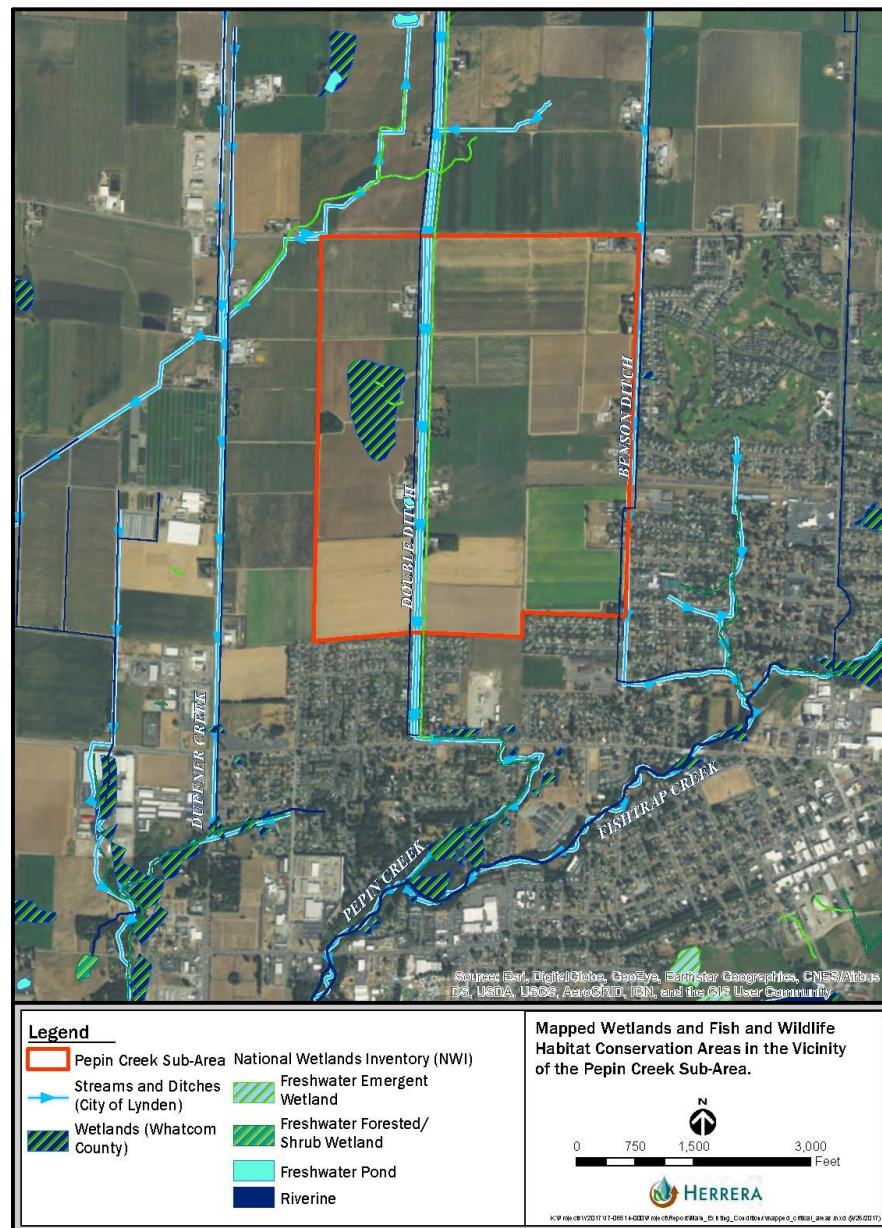 DOUBLE DITCH
BENSON DITCH
DUFENER CREEK
PEPIN CREEK
FISHTRAP CREEK
Source: Esri, DigitalGlobe, GeoEye, Earthstar Geographics, CNES/Airbus
DS, USDA, USGS, AeroGRID, IGN, and the GIS User Community
Legend
Pepin Creek Sub-Area
Streams and Ditches
(City of Lynden)
Wetlands (Whatcom
County)
National Wetlands Inventory (NWI)
Freshwater Emergent
Wetland
Freshwater Forested/
Shrub Wetland
Freshwater Pond
Riverine
Mapped Wetlands and Fish and Wildlife
Habitat Conservation Areas in the Vicinity
of the Pepin Creek Sub-Area.
N
0 750 1,500 3,000
Feet
HERRERA